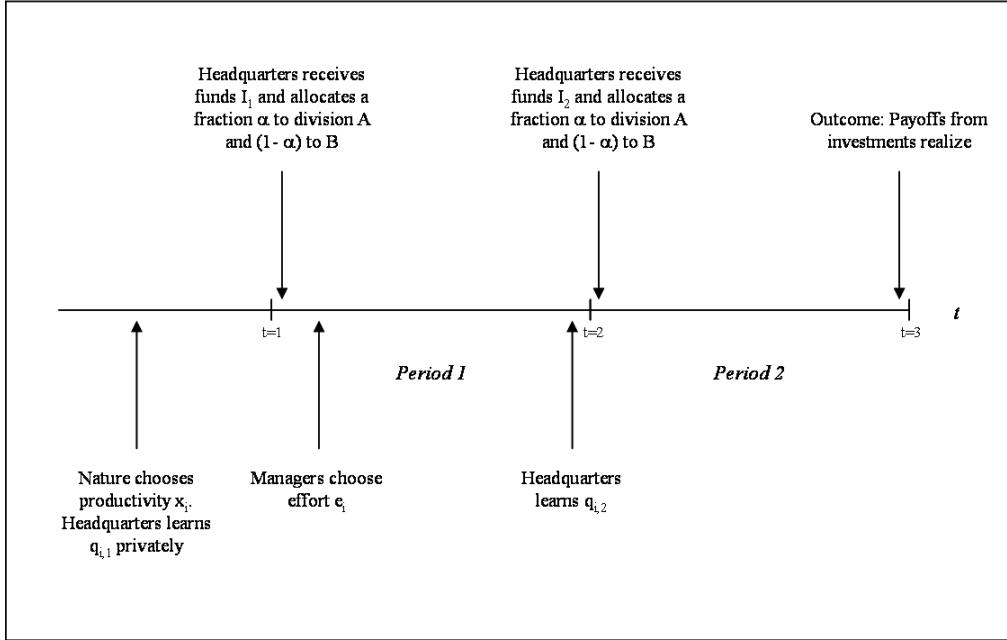 Headquarters receives
funds I₁ and allocates a
fraction α to division A
and (1- α) to B
Headquarters receives
funds I₂ and allocates a
fraction α to division A
and (1- α) to B
Outcome: Payoffs from
investments realize
t=1
t=2
t=3
t
Period 1
Period 2
Nature chooses
productivity xᵢ.
Headquarters learns
qᵢ,₁ privately
Managers choose
effort eᵢ
Headquarters
learns qᵢ,₂